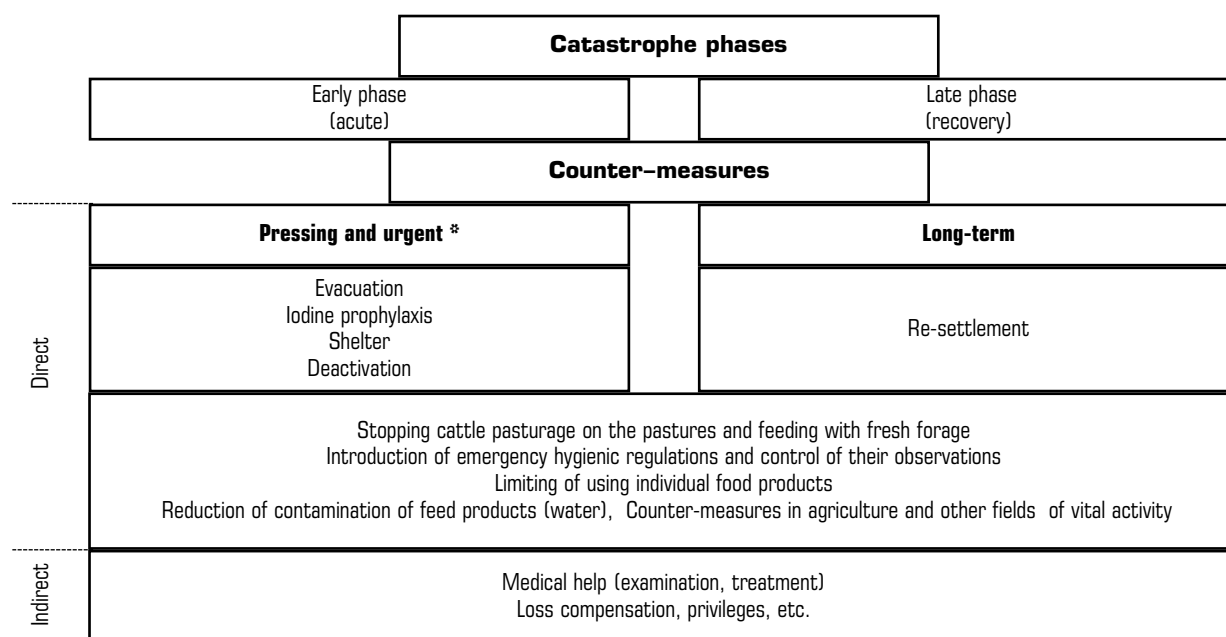 Catastrophe phases
Early phase
(acute)
Late phase
(recovery)
Counter–measures
Pressing and urgent *
Long-term
Direct
Evacuation
Iodine prophylaxis
Shelter
Deactivation
Re-settlement
Stopping cattle pasturage on the pastures and feeding with fresh forage
Introduction of emergency hygienic regulations and control of their observations
Limiting of using individual food products
Reduction of contamination of feed products (water), Counter-measures in agriculture and other fields of vital activity
Indirect
Medical help (examination, treatment)
Loss compensation, privileges, etc.